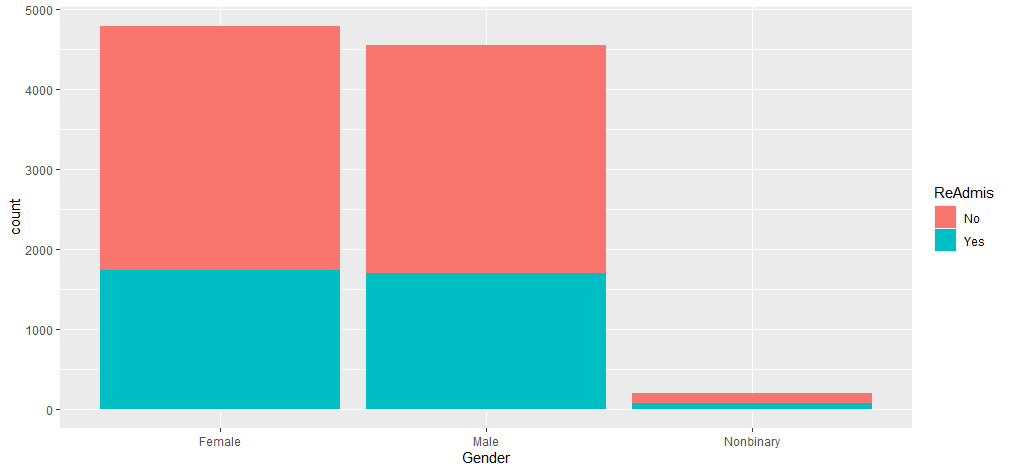 5000
4000
3000
2000
1000
0
count
Female
Male
Nonbinary
Gender
ReAdmis
No
Yes